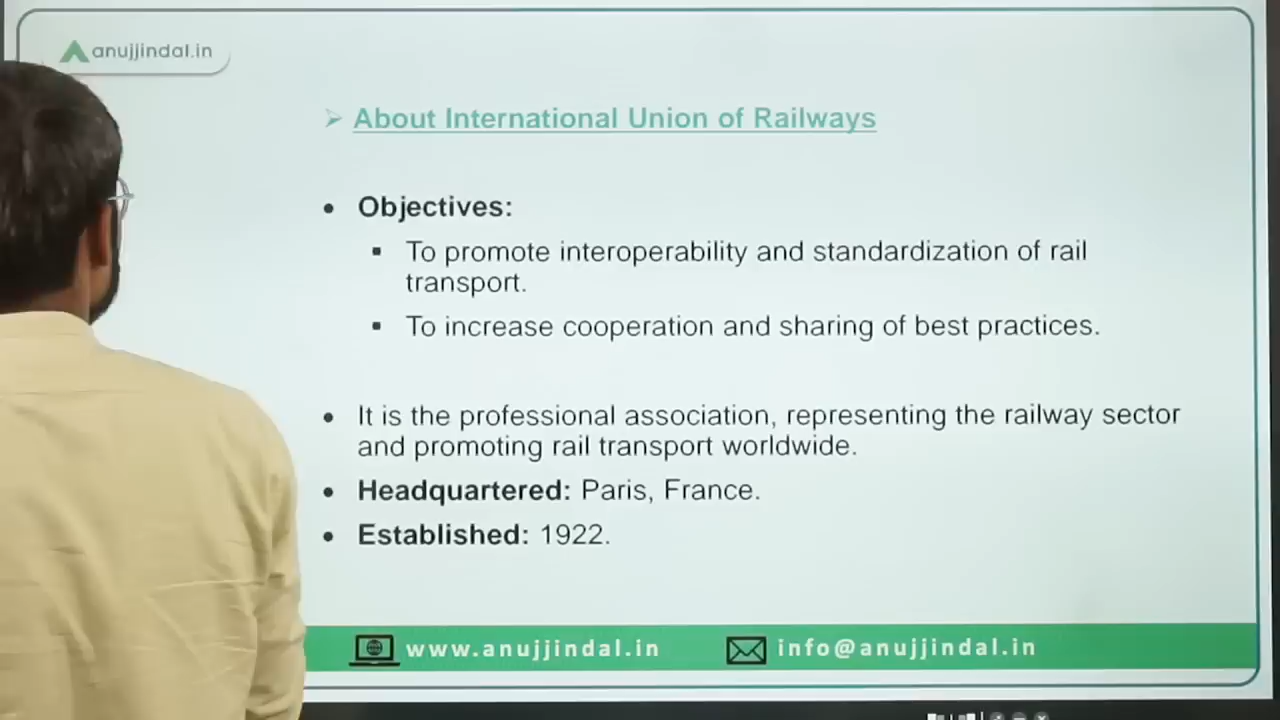 anujjindal.in
About International Union of Railways
Objectives:
To promote interoperability and standardization of rail
transport.
To increase cooperation and sharing of best practices.
It is the professional association, representing the railway sector
and promoting rail transport worldwide.
Headquartered: Paris, France.
Established: 1922.
www.anujjindal.in
info@anujjindal.in